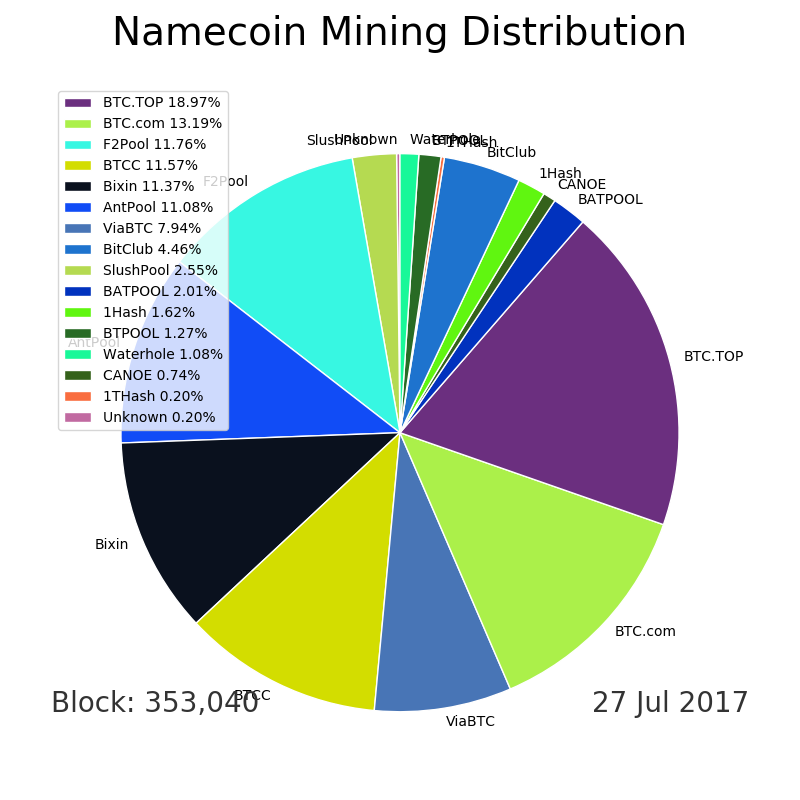 Namecoin Mining Distribution
BTC.TOP 18.97%
BTC.com 13.19%
F2Pool 11.76%
BTCC 11.57%
Bixin 11.37%
AntPool 11.08%
ViaBTC 7.94%
BitClub 4.46%
SlushPool 2.55%
BATPOOL 2.01%
1Hash 1.62%
BTPOOL 1.27%
Waterhole 1.08%
CANOE 0.74%
1THash 0.20%
Unknown 0.20%
SlushPool
Unknown
Waterhole
BTPOOL
1THash
BitClub
1Hash
CANOE
BATPOOL
F2Pool
AntPool
BTC.TOP
Bixin
BTC.com
BTCC
ViaBTC
Block: 353,040
27 Jul 2017